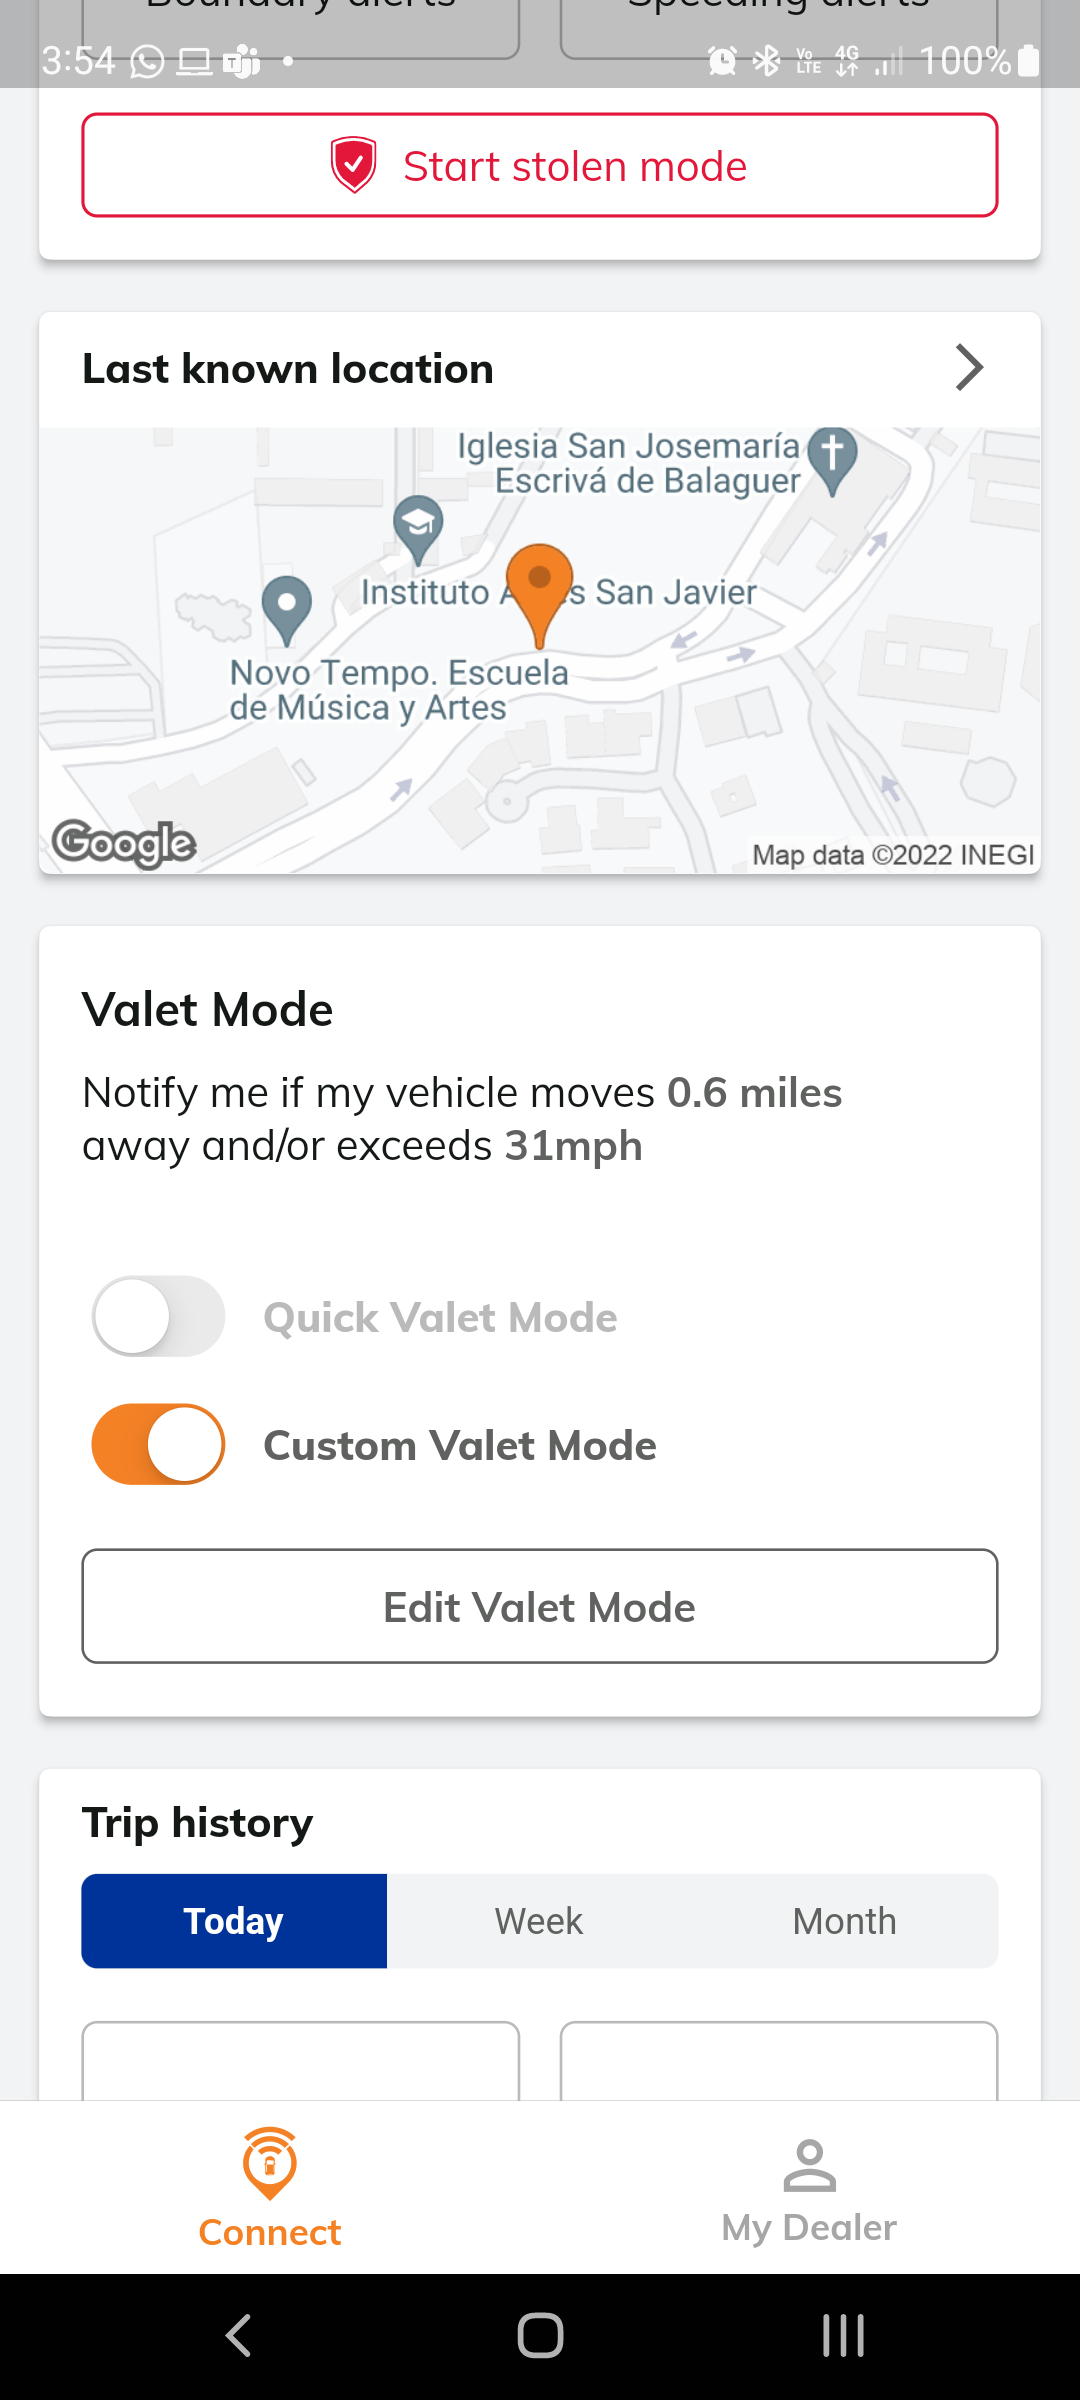 Boundary alerts
Speeding alerts
3:54
Vo
LTE
4G
100%
Start stolen mode
Last known location
Iglesia San Josemaría
Escrivá de Balaguer
Instituto
San Javier
Novo Tempo. Escuela
de Música y Artes
Google
Map data ©2022 INEGI
Valet Mode
Notify me if my vehicle moves 0.6 miles
away and/or exceeds 31mph
Quick Valet Mode
Custom Valet Mode
Edit Valet Mode
Trip history
Today
Week
Month
Connect
My Dealer